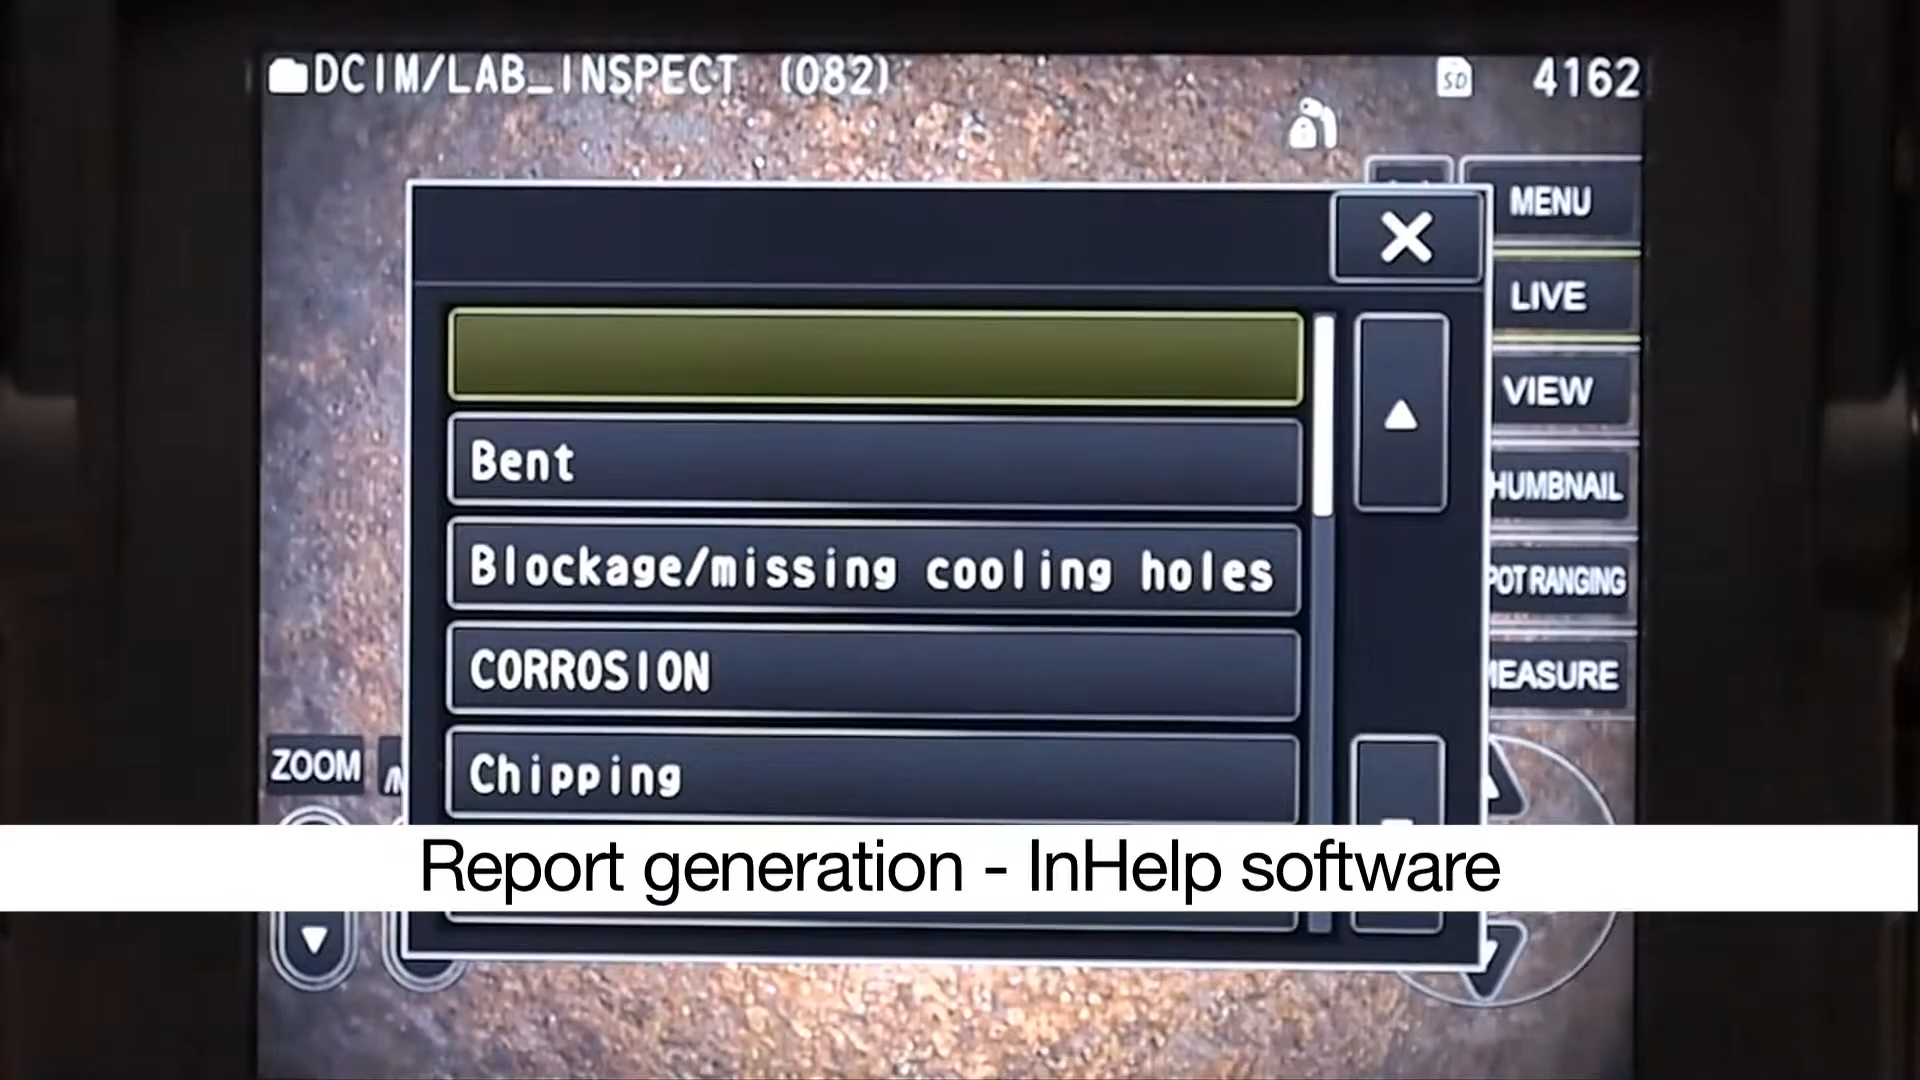 DCIM/LAB_INSPECT (082)
SD
4162
MENU
LIVE
VIEW
HUMBNAIL
POT RANGING
MEASURE
Bent
Blockage/missing cooling holes
CORROSION
Chipping
ZOOM
Report generation - InHelp software